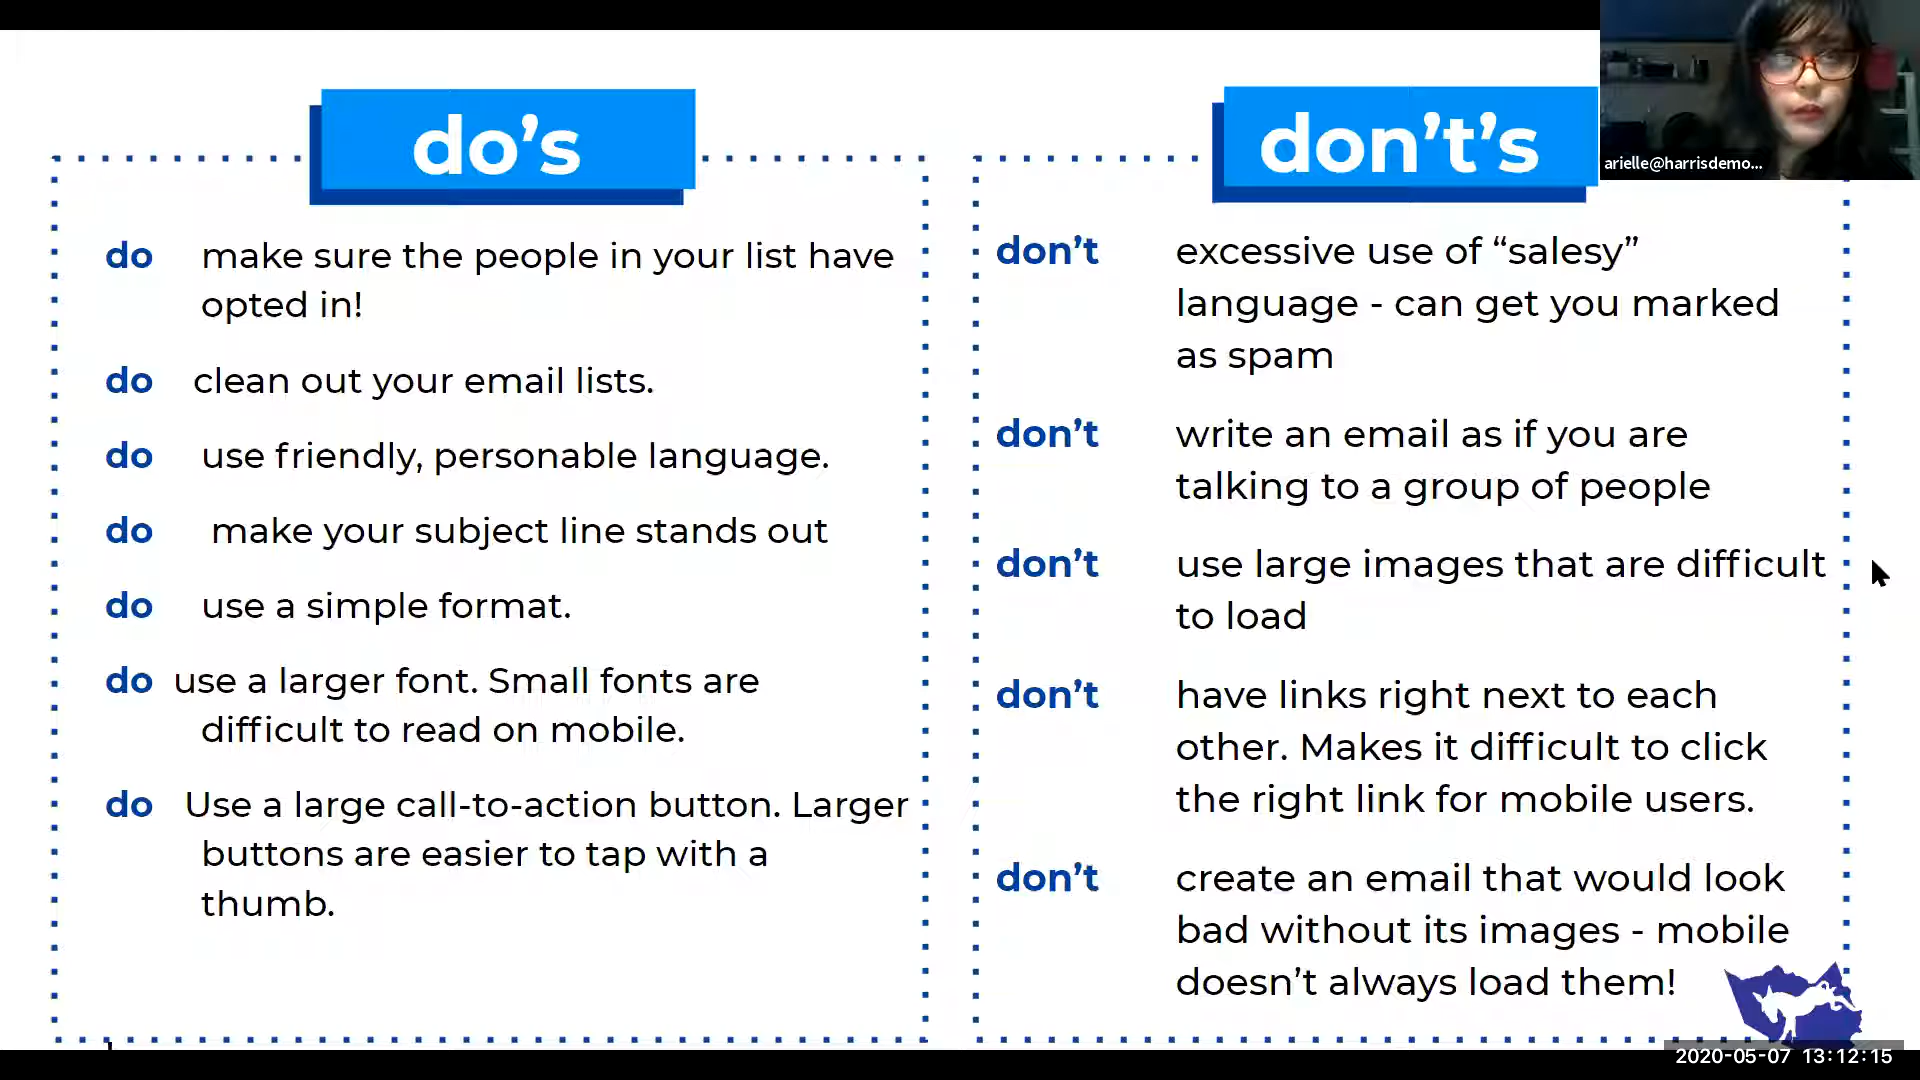 do's
do make sure the people in your list have
opted in!
do clean out your email lists.
do use friendly, personable language.
do make your subject line stands out
do use a simple format.
do use a larger font. Small fonts are
difficult to read on mobile.
do Use a large call-to-action button. Larger
buttons are easier to tap with a
thumb.
don't's
don't excessive use of “salesy”
language - can get you marked
as spam
don't write an email as if you are
talking to a group of people
don't use large images that are difficult
to load
don't have links right next to each
other. Makes it difficult to click
the right link for mobile users.
don't create an email that would look
bad without its images - mobile
doesn't always load them!
arielle@harrisdemo...
2020-05-07 13:12:15